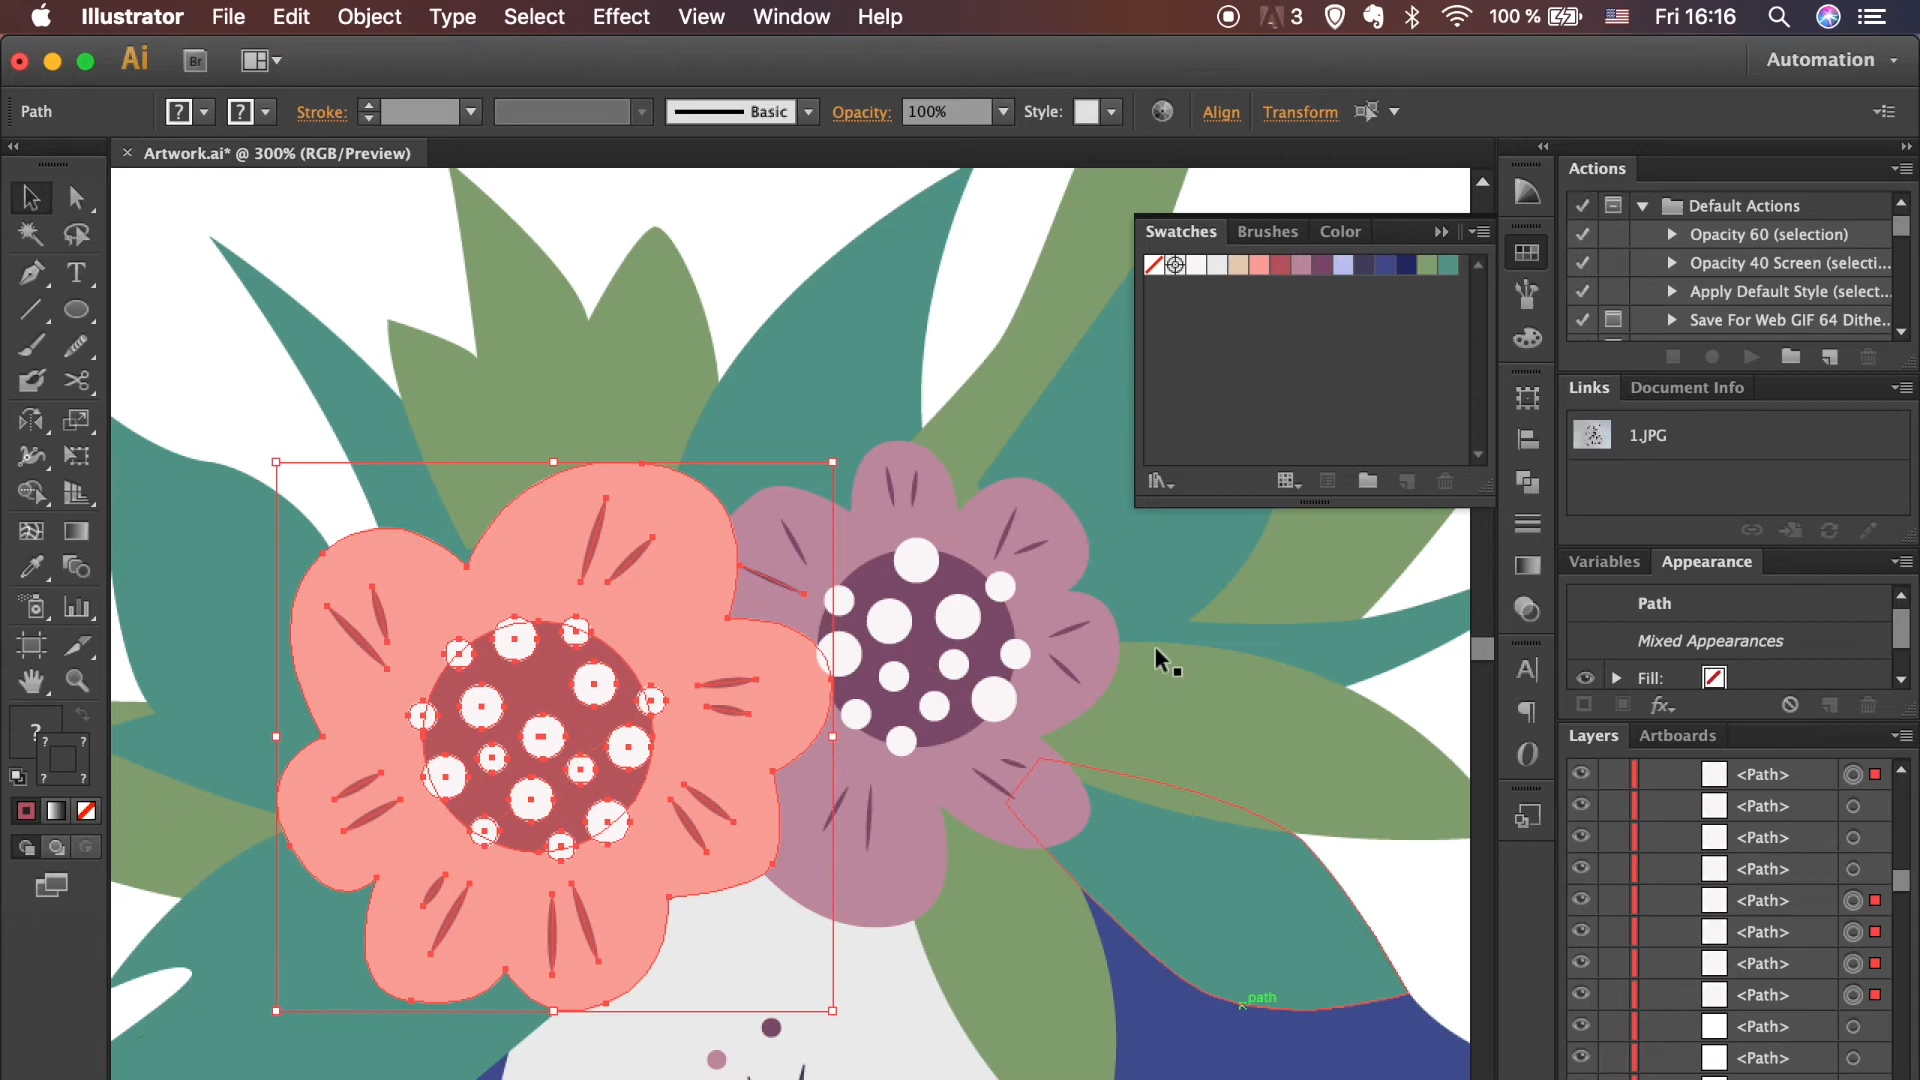 Illustrator File Edit Object Type Select Effect View Window Help 3 100 % Fri 16:16
Ai Br Automation
Path ? ? Stroke: Basic Opacity: 100% Style: Align Transform
× Artwork.ai* @ 300% (RGB/Preview)
Swatches Brushes Color
Actions
Default Actions
Opacity 60 (selection)
Opacity 40 Screen (selecti...
Apply Default Style (select...
Save For Web GIF 64 Dithe...
Links Document Info
1.JPG
Variables Appearance
Path
Mixed Appearances
Fill:
fx
Layers Artboards
<Path>
<Path>
<Path>
<Path>
<Path>
<Path>
<Path>
<Path>
<Path>
<Path>
path
? ? ?
? ?